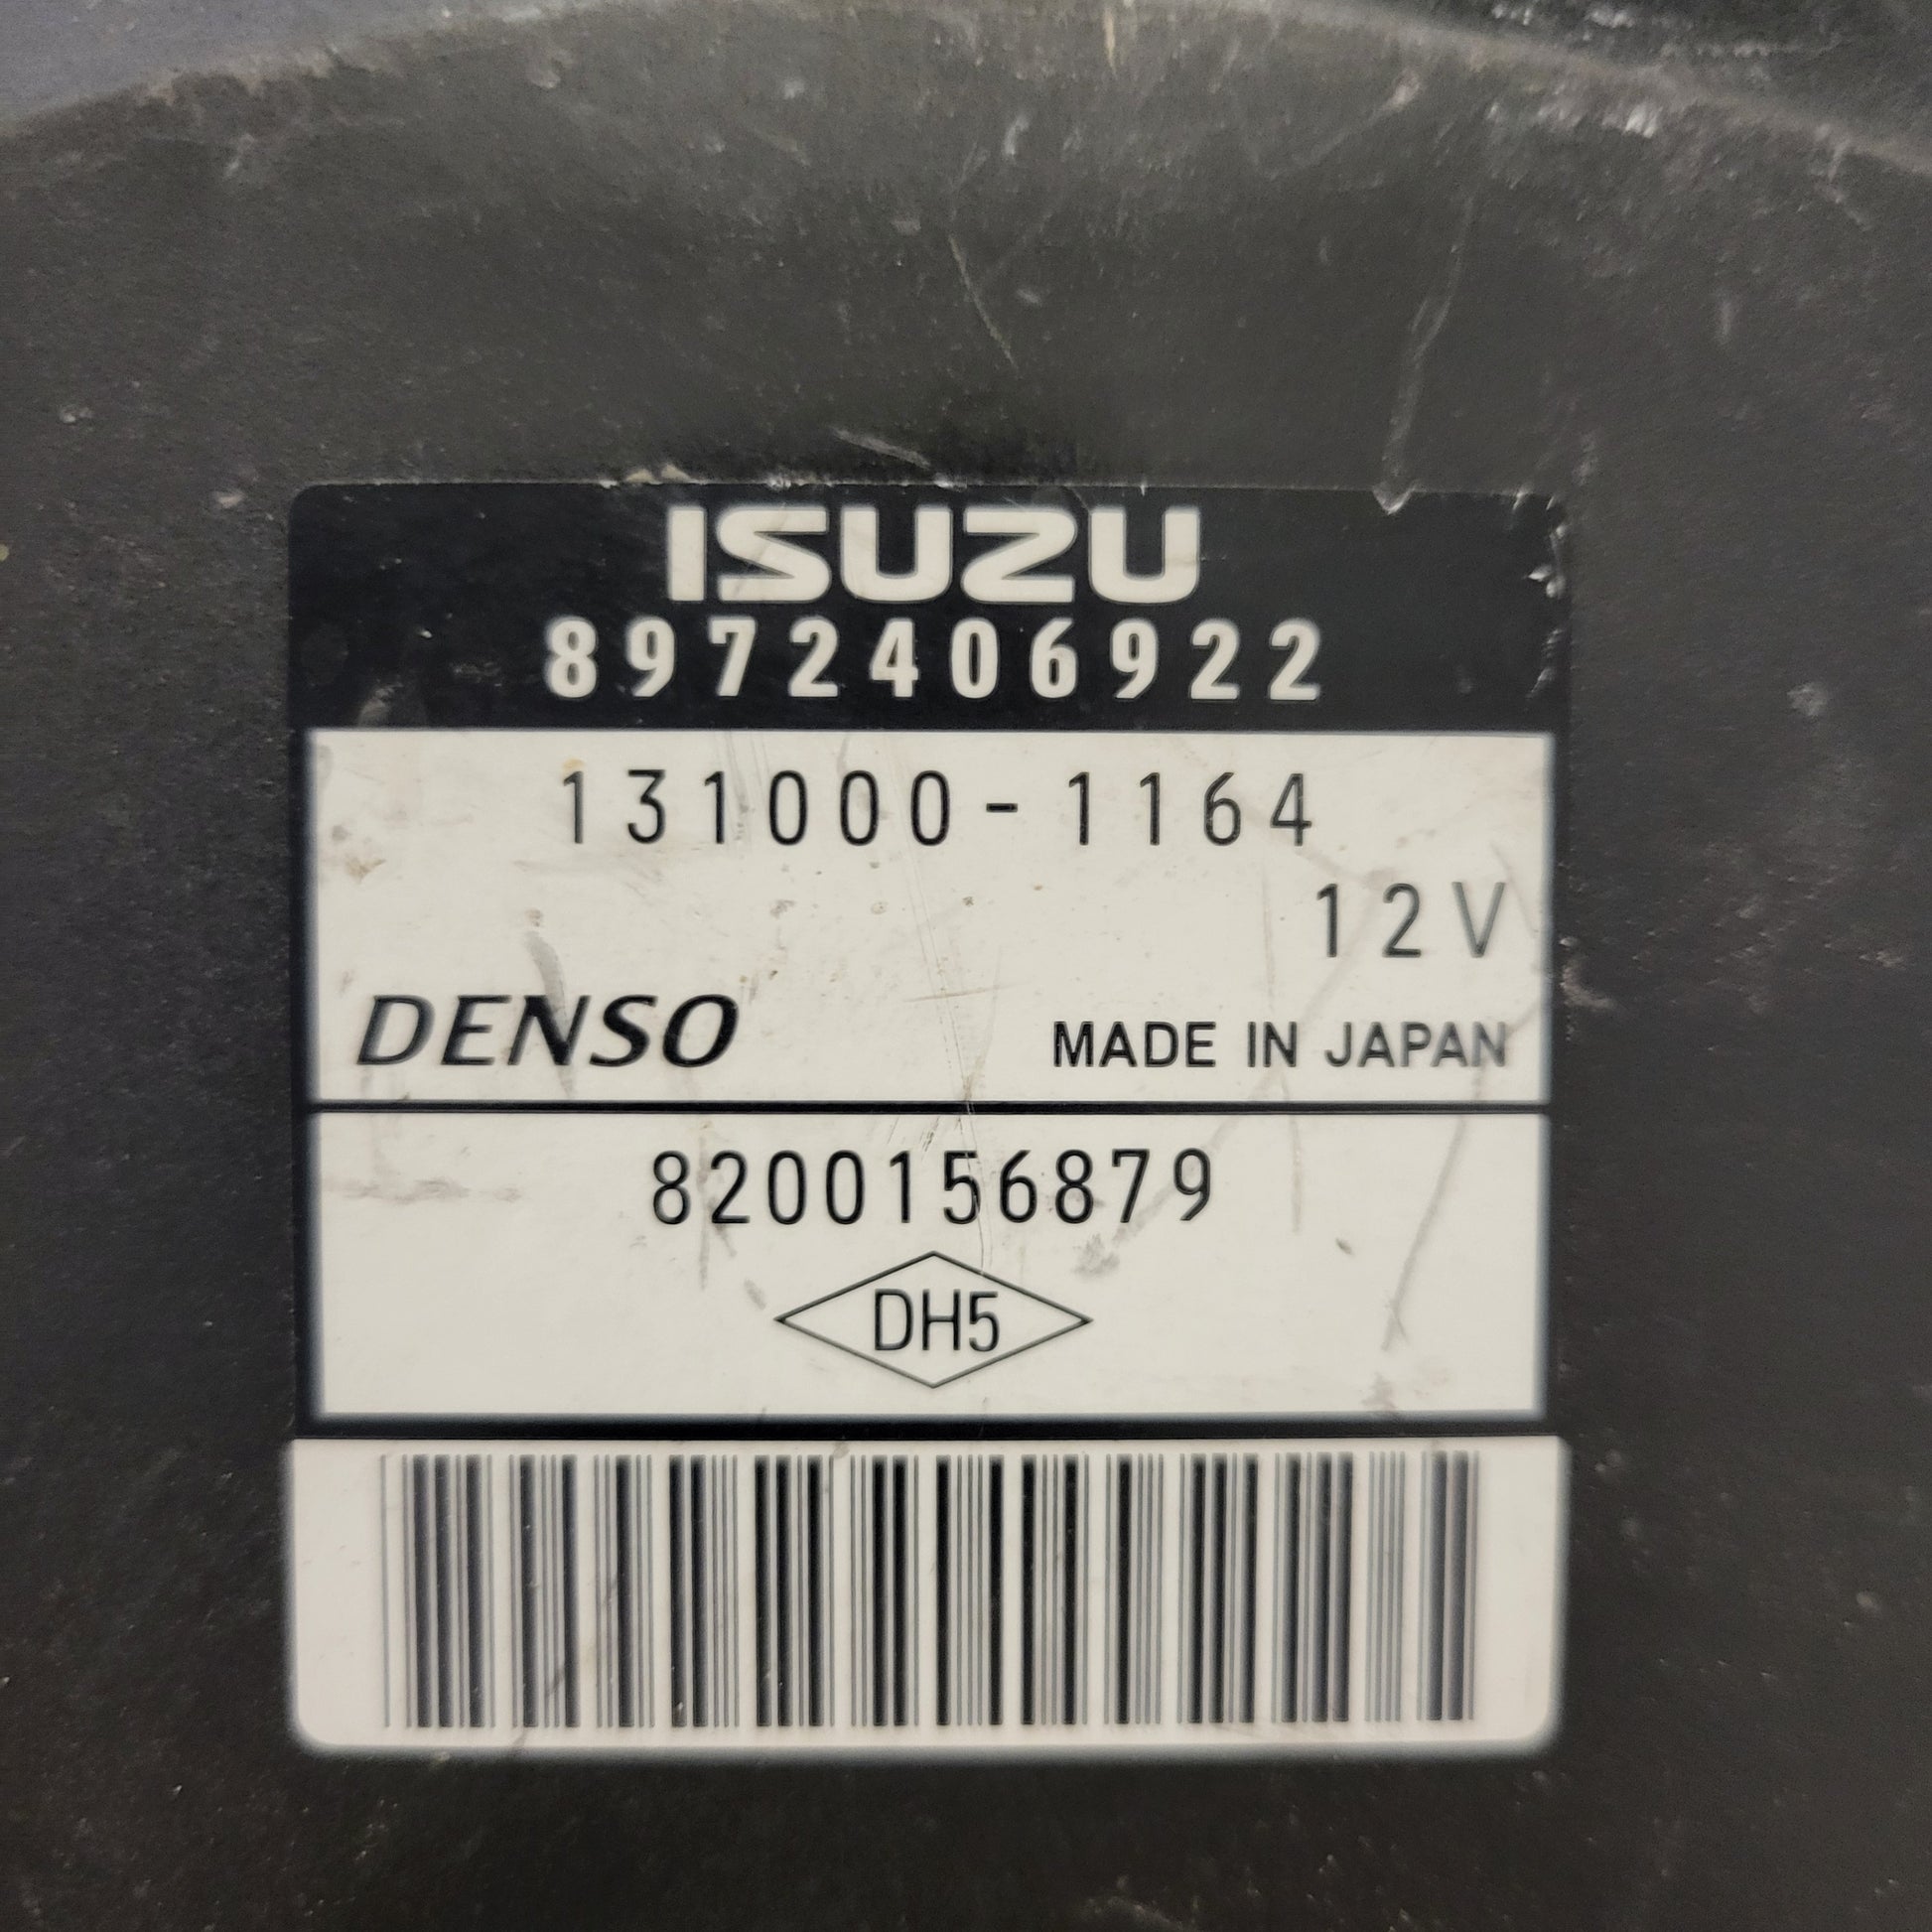 ISUZU
8972406922
131000-1164
12V
DENSO MADE IN JAPAN
8200156879
DH5